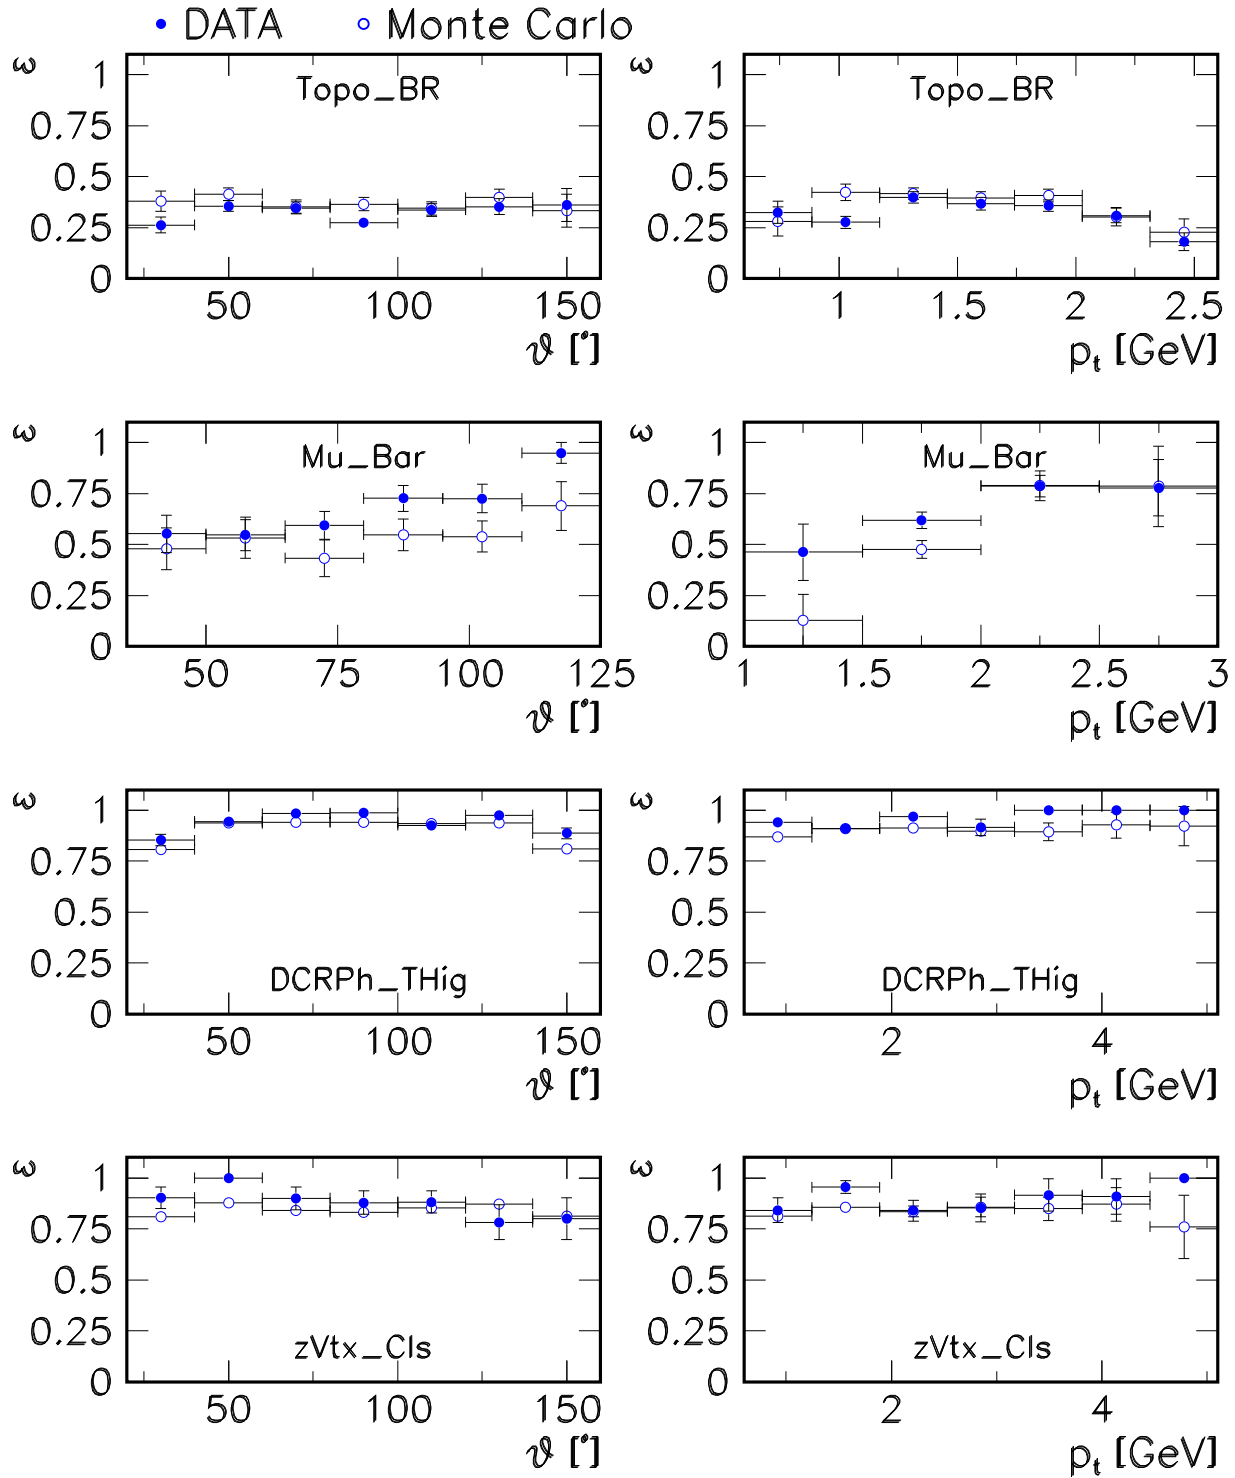 DATA Monte Carlo
ε 1 0.75 0.5 0.25 0
Topo_BR
50 100 150
ϑ [°]
ε 1 0.75 0.5 0.25 0
Topo_BR
1 1.5 2 2.5
pt [GeV]
ε 1 0.75 0.5 0.25 0
Mu_Bar
50 75 100 125
ϑ [°]
ε 1 0.75 0.5 0.25 0
Mu_Bar
1 1.5 2 2.5 3
pt [GeV]
ε 1 0.75 0.5 0.25 0
DCRPh_THig
50 100 150
ϑ [°]
ε 1 0.75 0.5 0.25 0
DCRPh_THig
2 4
pt [GeV]
ε 1 0.75 0.5 0.25 0
zVtx_Cls
50 100 150
ϑ [°]
ε 1 0.75 0.5 0.25 0
zVtx_Cls
2 4
pt [GeV]